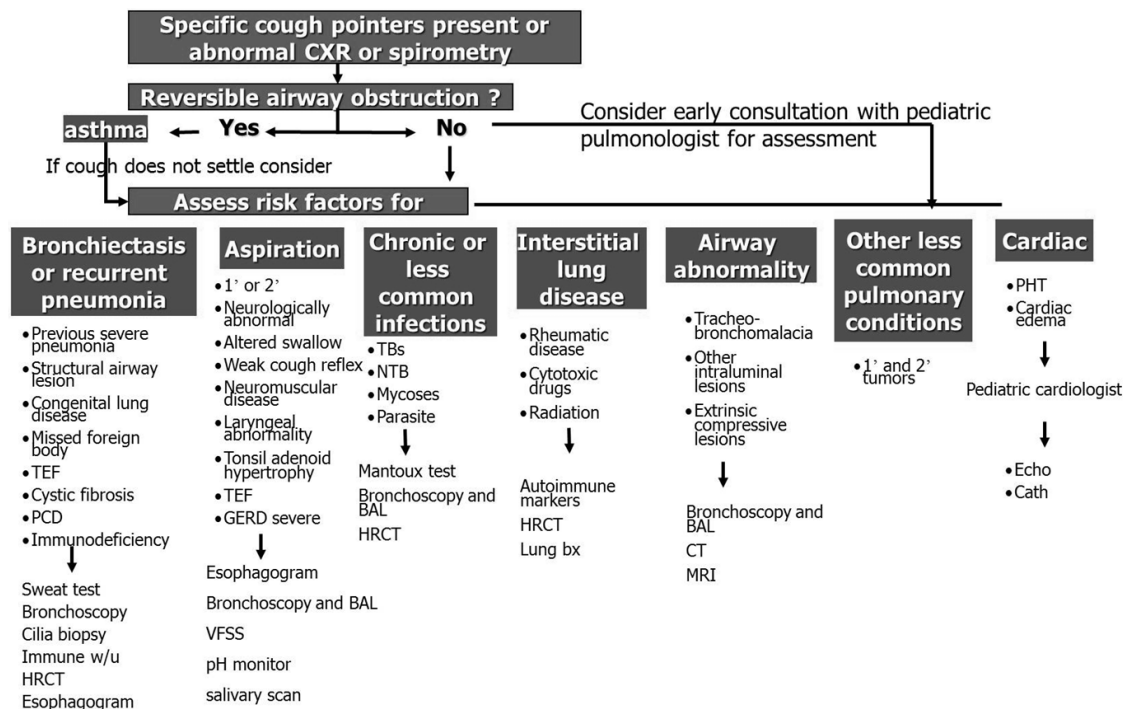 Specific cough pointers present or
abnormal CXR or spirometry
Reversible airway obstruction ?
asthma
Yes
No
Consider early consultation with pediatric
pulmonologist for assessment
If cough does not settle consider
Assess risk factors for
Bronchiectasis
or recurrent
pneumonia
•Previous severe
pneumonia
•Structural airway
lesion
•Congenital lung
disease
•Missed foreign
body
•TEF
•Cystic fibrosis
•PCD
•Immunodeficiency
Sweat test
Bronchoscopy
Cilia biopsy
Immune w/u
HRCT
Esophagogram
Aspiration
•1' or 2'
•Neurologically
abnormal
•Altered swallow
•Weak cough reflex
•Neuromuscular
disease
•Laryngeal
abnormality
•Tonsil adenoid
hypertrophy
•TEF
•GERD severe
Esophagogram
Bronchoscopy and BAL
VFSS
pH monitor
salivary scan
Chronic or
less
common
infections
•TBs
•NTB
•Mycoses
•Parasite
Mantoux test
Bronchoscopy and
BAL
HRCT
Interstitial
lung
disease
•Rheumatic
disease
•Cytotoxic
drugs
•Radiation
Autoimmune
markers
HRCT
Lung bx
Airway
abnormality
•Tracheo-
bronchomalacia
•Other
intraluminal
lesions
•Extrinsic
compressive
lesions
Bronchoscopy and
BAL
CT
MRI
Other less
common
pulmonary
conditions
•1' and 2'
tumors
Cardiac
•PHT
•Cardiac
edema
Pediatric cardiologist
•Echo
•Cath